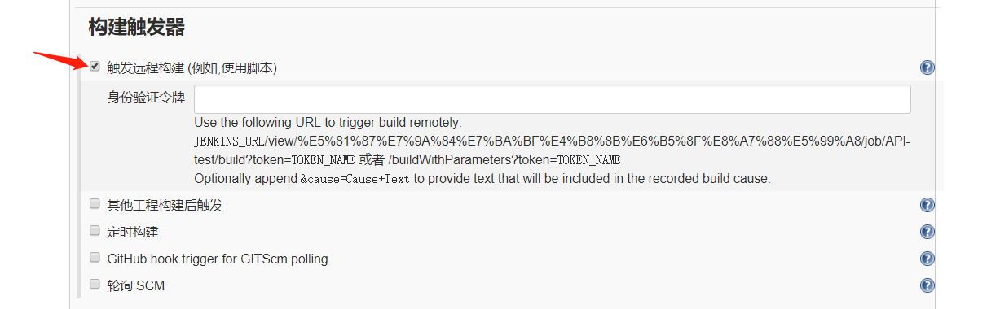 构建触发器
触发远程构建 (例如,使用脚本)
身份验证令牌
Use the following URL to trigger build remotely:
JENKINS_URL/view/%E5%81%87%E7%9A%84%E7%BA%BF%E4%B8%8B%E6%B5%8F%E8%A7%88%E5%99%A8/job/API-
test/build?token=TOKEN_NAME 或者 /buildWithParameters?token=TOKEN_NAME
Optionally append &cause=Cause+Text to provide text that will be included in the recorded build cause.
其他工程构建后触发
定时构建
GitHub hook trigger for GITScm polling
轮询 SCM